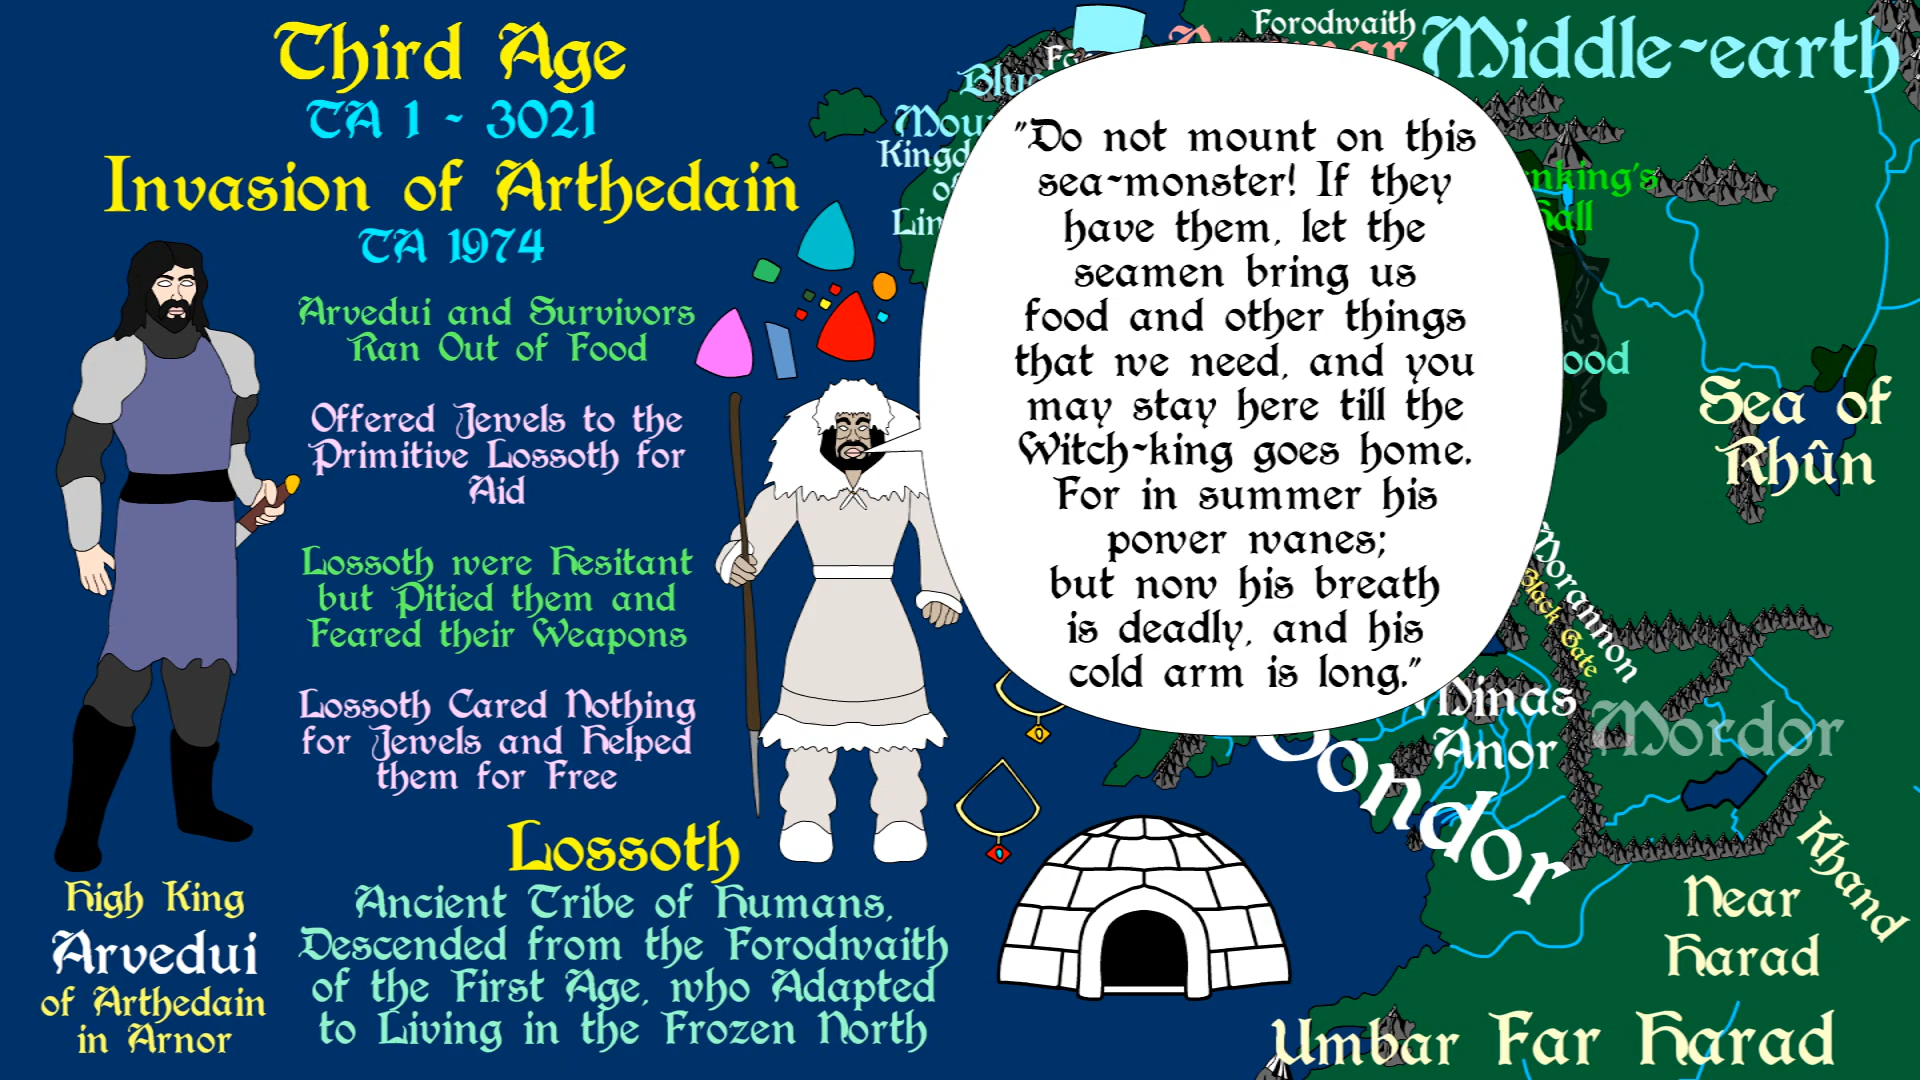 Third Age
TA 1 - 3021
Invasion of Arthedain
TA 1974
Arvedui and Survivors
Ran Out of Food
Offered Jewels to the
Primitive Lossoth for
Aid
Lossoth were Hesitant
but Pitied them and
Feared their Weapons
Lossoth Cared Nothing
for Jewels and Helped
them for Free
Lossoth
Ancient Tribe of Humans,
Descended from the Forodwaith
of the First Age, who Adapted
to Living in the Frozen North
High King
Arvedui
of Arthedain
in Arnor
"Do not mount on this
sea-monster! If they
have them, let the
seamen bring us
food and other things
that we need, and you
may stay here till the
Witch-king goes home.
For in summer his
power wanes;
but now his breath
is deadly, and his
cold arm is long."
Forodwaith
Middle-earth
Sea of
Rhûn
Morannon
Black Gate
Minas
Anor
Mordor
Gondor
Khand
Near
Harad
Umbar
Far Harad